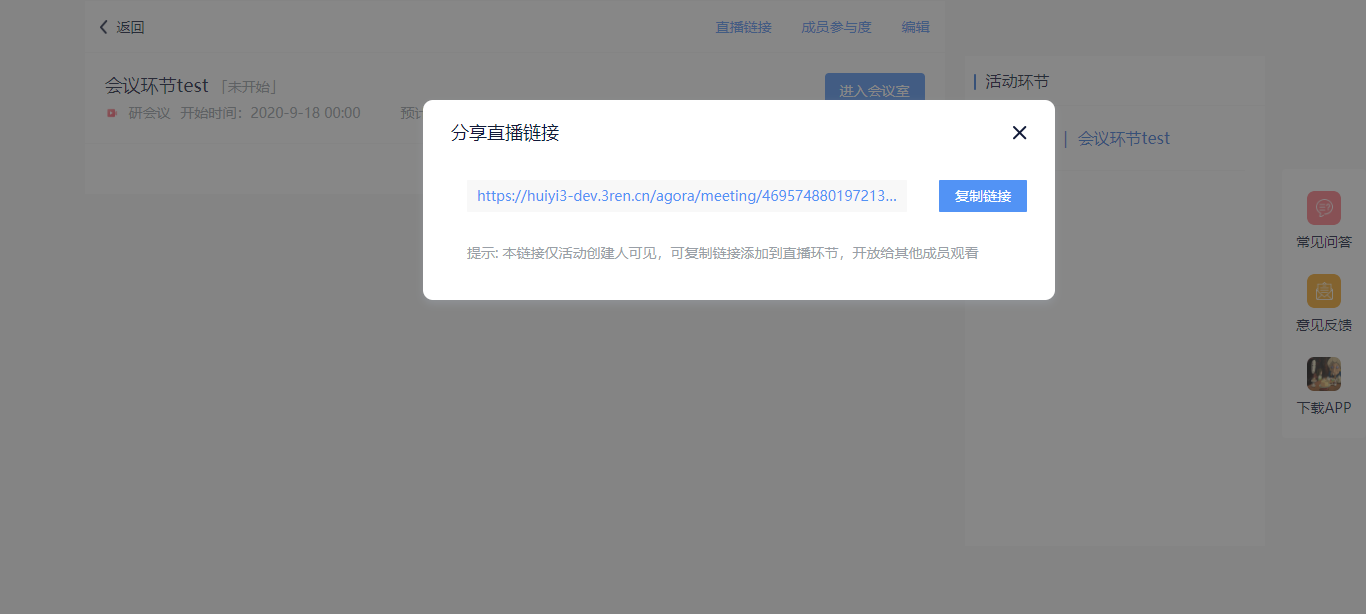 返回
直播链接 成员参与度 编辑
会议环节test 「未开始」
进入会议室
研会议 开始时间：2020-9-18 00:00 预
活动环节
会议环节test
分享直播链接
https://huiyi3-dev.3ren.cn/agora/meeting/469574880197213...
复制链接
提示: 本链接仅活动创建人可见，可复制链接添加到直播环节，开放给其他成员观看
常见问答
意见反馈
下载APP